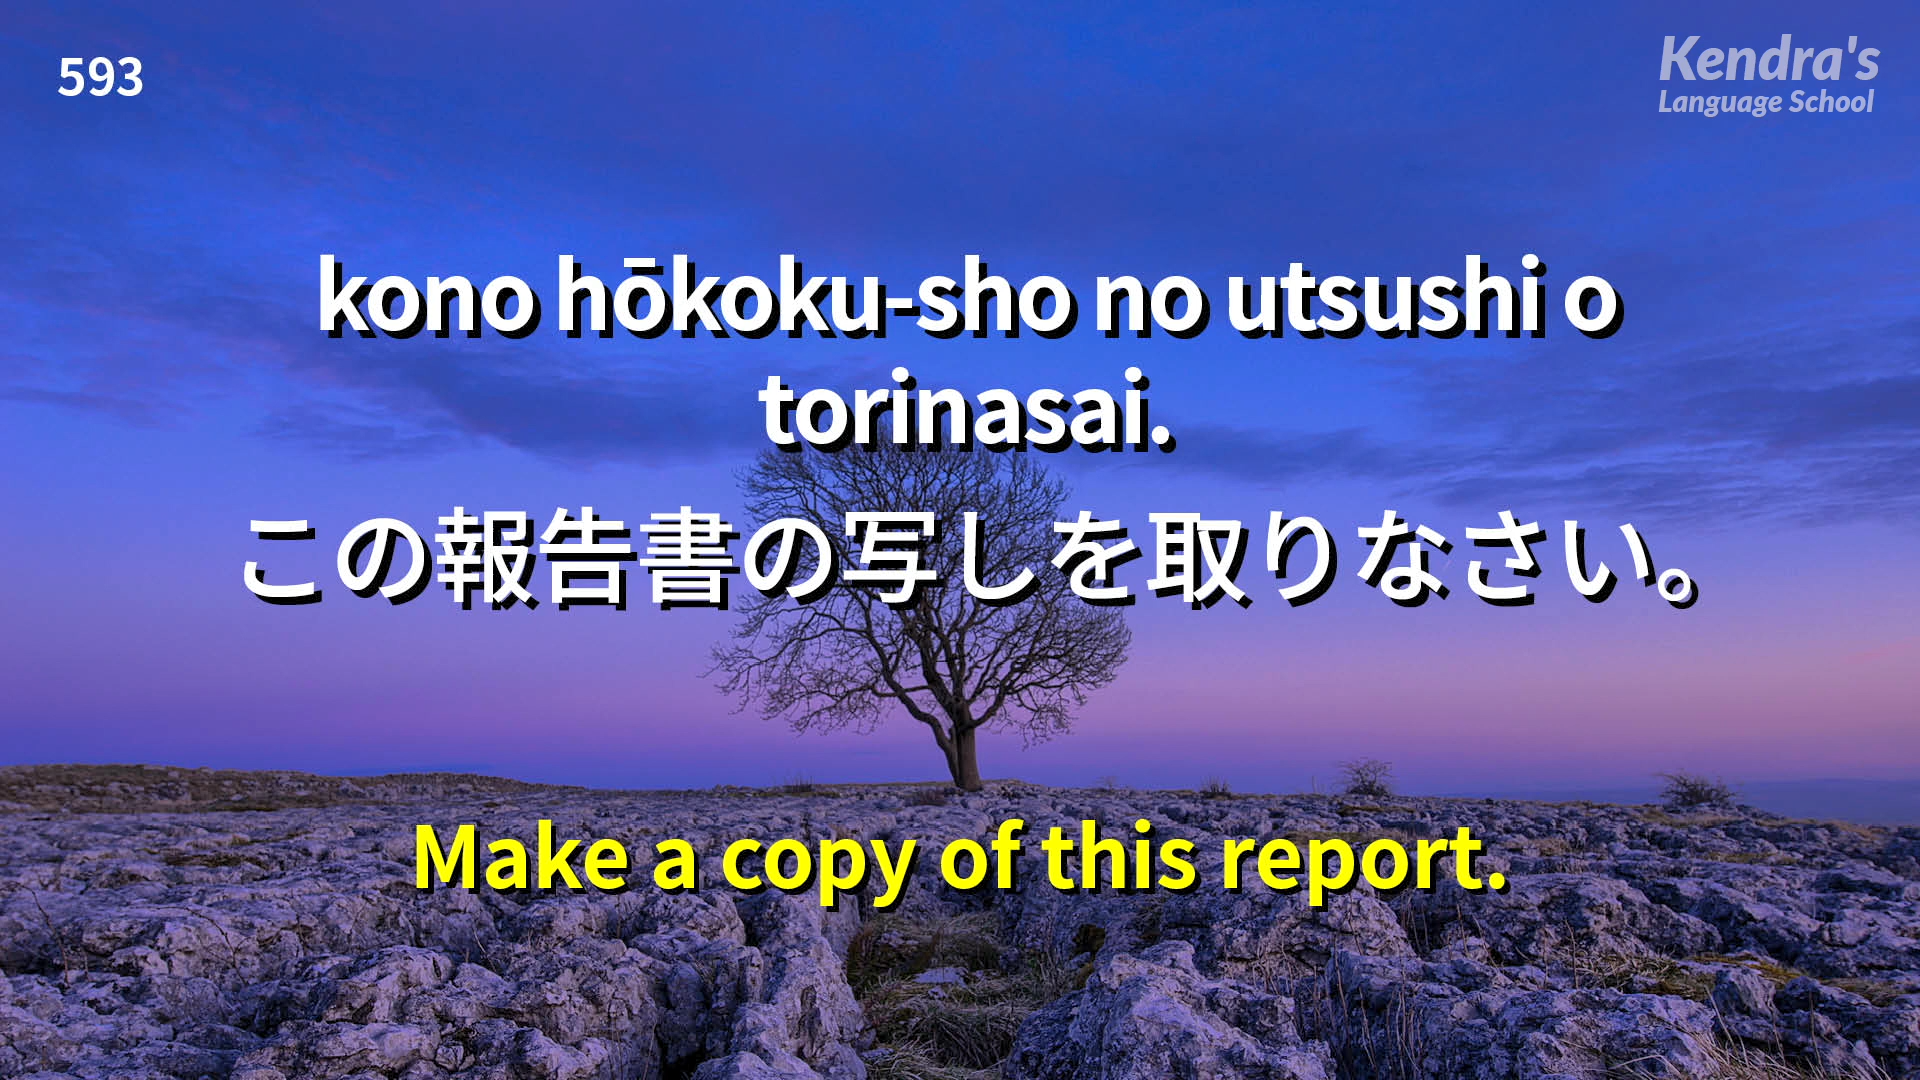 593
Kendra's
Language School
kono hōkoku-sho no utsushi o
torinasai.
この報告書の写しを取りなさい。
Make a copy of this report.